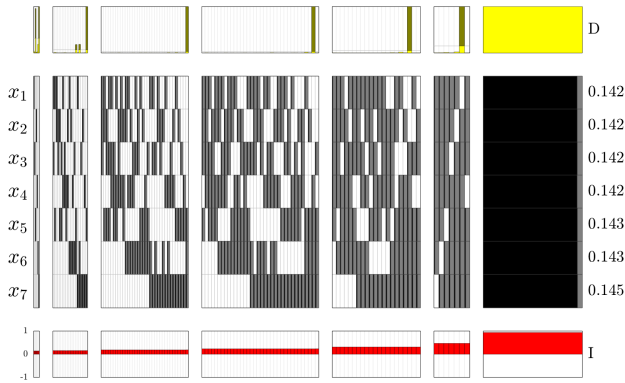 D
x₁ 0.142
x₂ 0.142
x₃ 0.142
x₄ 0.142
x₅ 0.143
x₆ 0.143
x₇ 0.145
1
0 I
-1